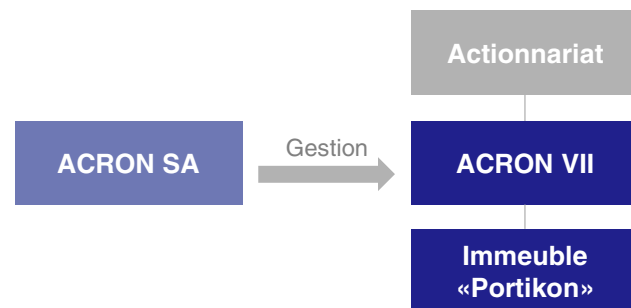 Actionnariat
ACRON SA
Gestion
ACRON VII
Immeuble
«Portikon»